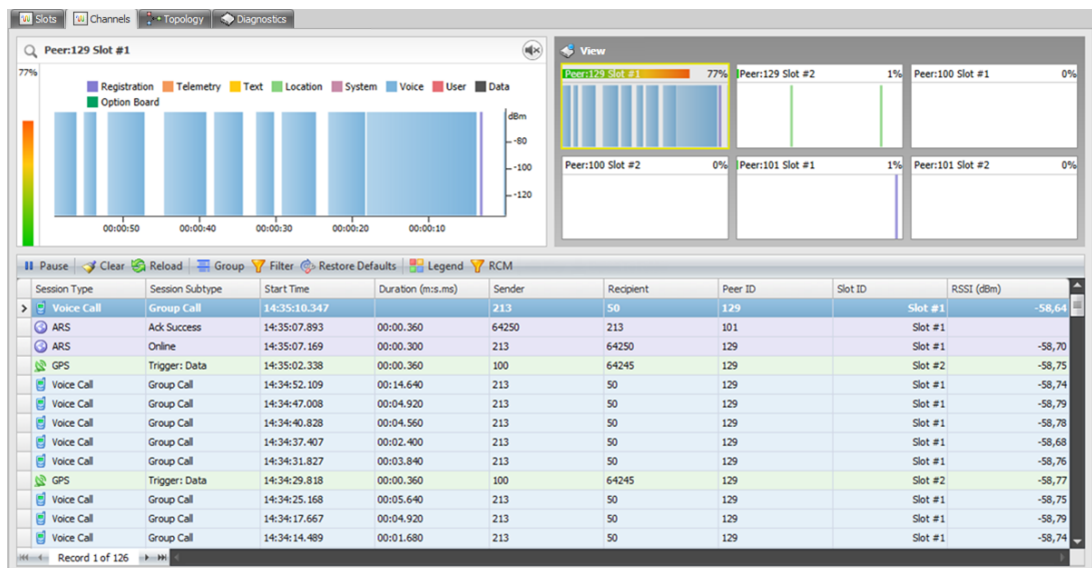 Slots Channels Topology Diagnostics
Peer:129 Slot #1
77%
Registration Telemetry Text Location System Voice User Data
Option Board
dBm
-80
-100
-120
00:00:50 00:00:40 00:00:30 00:00:20 00:00:10
View
Peer:129 Slot #1 77% Peer:129 Slot #2 1% Peer:100 Slot #1 0%
Peer:100 Slot #2 0% Peer:101 Slot #1 1% Peer:101 Slot #2 0%
Pause Clear Reload Group Filter Restore Defaults Legend RCM
Session Type Session Subtype Start Time Duration (m:s.ms) Sender Recipient Peer ID Slot ID RSSI (dBm)
Voice Call Group Call 14:35:10.347 213 50 129 Slot #1 -58,64
ARS Ack Success 14:35:07.893 00:00.360 64250 213 101 Slot #1
ARS Online 14:35:07.169 00:00.300 213 64250 129 Slot #1 -58,70
GPS Trigger: Data 14:35:02.338 00:00.360 100 64245 129 Slot #2 -58,75
Voice Call Group Call 14:34:52.109 00:14.640 213 50 129 Slot #1 -58,74
Voice Call Group Call 14:34:47.008 00:04.920 213 50 129 Slot #1 -58,79
Voice Call Group Call 14:34:40.828 00:04.560 213 50 129 Slot #1 -58,78
Voice Call Group Call 14:34:37.407 00:02.400 213 50 129 Slot #1 -58,68
Voice Call Group Call 14:34:31.827 00:03.840 213 50 129 Slot #1 -58,76
GPS Trigger: Data 14:34:29.818 00:00.360 100 64245 129 Slot #2 -58,77
Voice Call Group Call 14:34:25.168 00:05.640 213 50 129 Slot #1 -58,75
Voice Call Group Call 14:34:17.667 00:04.920 213 50 129 Slot #1 -58,79
Voice Call Group Call 14:34:14.489 00:01.680 213 50 129 Slot #1 -58,74
Record 1 of 126